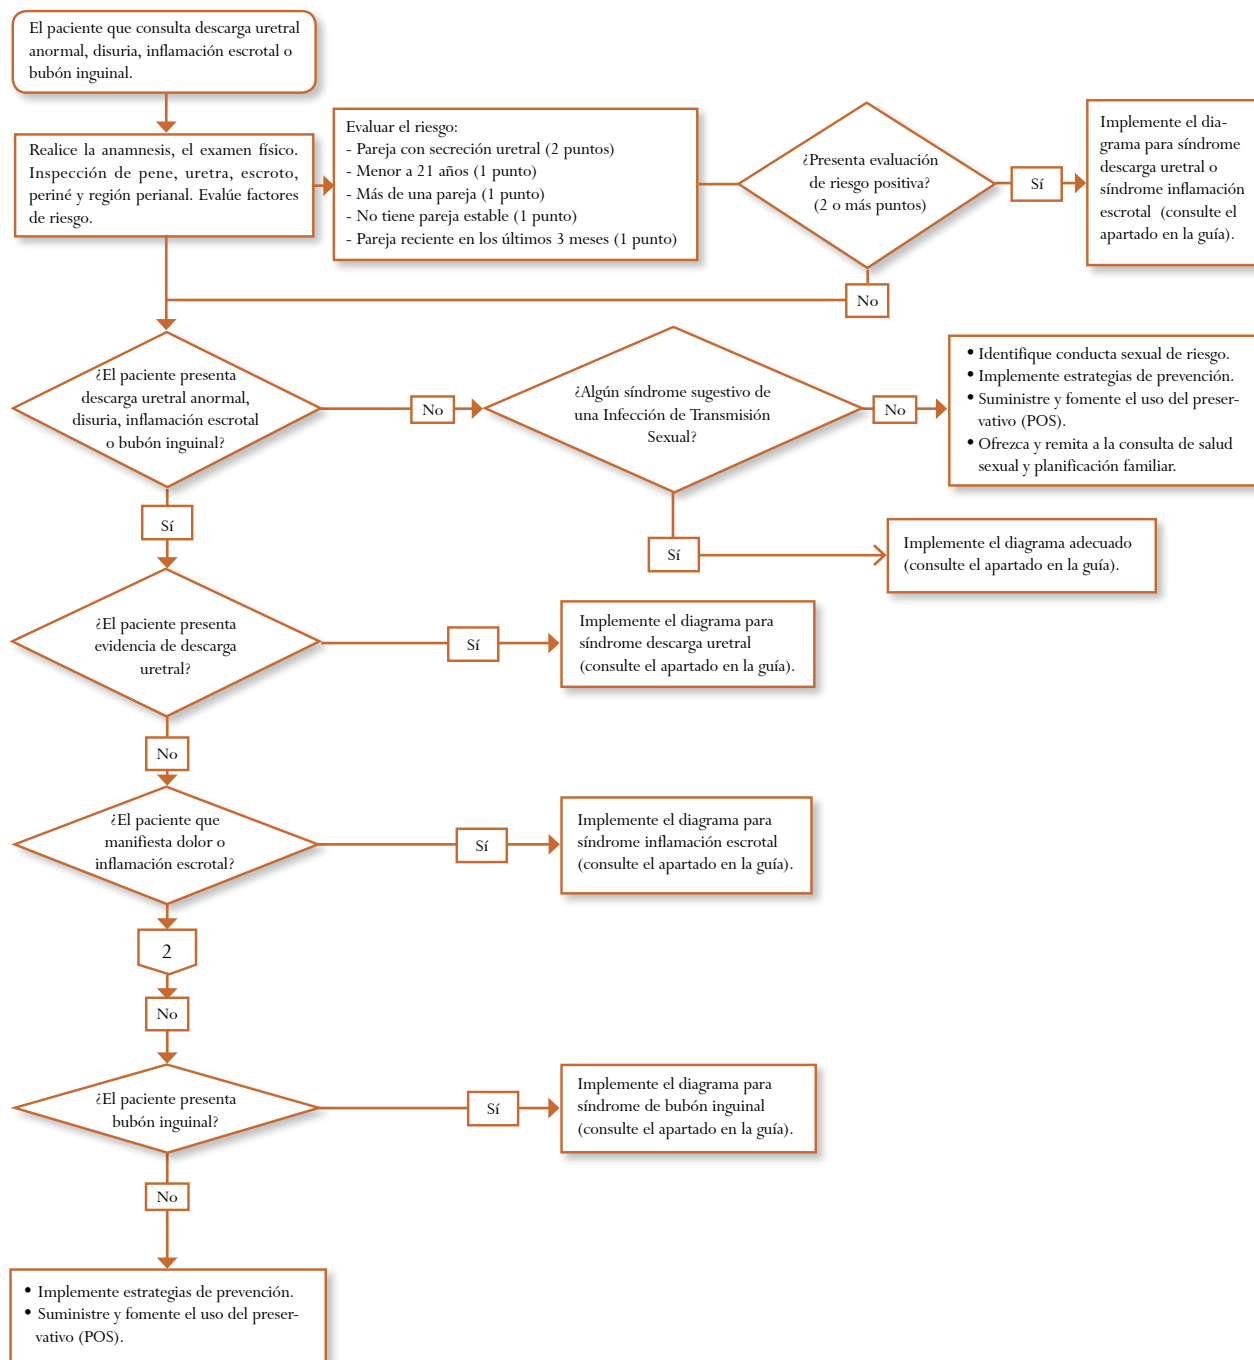 El paciente que consulta descarga uretral
anormal, disuria, inflamación escrotal o
bubón inguinal.
Realice la anamnesis, el examen físico.
Inspección de pene, uretra, escroto,
periné y región perianal. Evalúe factores
de riesgo.
Evaluar el riesgo:
- Pareja con secreción uretral (2 puntos)
- Menor a 21 años (1 punto)
- Más de una pareja (1 punto)
- No tiene pareja estable (1 punto)
- Pareja reciente en los últimos 3 meses (1 punto)
¿Presenta evaluación
de riesgo positiva?
(2 o más puntos)
Sí
Implemente el dia-
grama para síndrome
descarga uretral o
síndrome inflamación
escrotal (consulte el
apartado en la guía).
No
¿El paciente presenta
descarga uretral anormal,
disuria, inflamación escrotal
o bubón inguinal?
No
¿Algún síndrome sugestivo de
una Infección de Transmisión
Sexual?
No
• Identifique conducta sexual de riesgo.
• Implemente estrategias de prevención.
• Suministre y fomente el uso del preser-
vativo (POS).
• Ofrezca y remita a la consulta de salud
sexual y planificación familiar.
Sí
Sí
Implemente el diagrama adecuado
(consulte el apartado en la guía).
¿El paciente presenta
evidencia de descarga
uretral?
Sí
Implemente el diagrama para
síndrome descarga uretral
(consulte el apartado en la guía).
No
¿El paciente que
manifiesta dolor o
inflamación escrotal?
Sí
Implemente el diagrama para
síndrome inflamación escrotal
(consulte el apartado en la guía).
2
No
¿El paciente presenta
bubón inguinal?
Sí
Implemente el diagrama para
síndrome de bubón inguinal
(consulte el apartado en la guía).
No
• Implemente estrategias de prevención.
• Suministre y fomente el uso del preser-
vativo (POS).